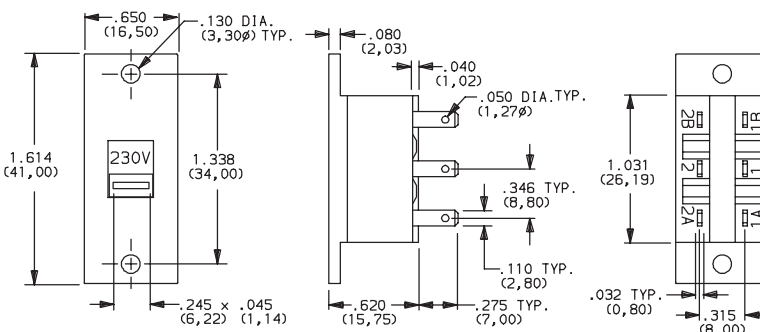 .650
(16,50)
.130 DIA.
(3,30ø) TYP.
1.614
(41,00)
230V
1.338
(34,00)
.245 x .045
(6,22) (1,14)
.080
(2,03)
.040
(1,02)
.050 DIA.TYP.
(1,27ø)
.346 TYP.
(8,80)
.110 TYP.
(2,80)
.620
(15,75)
.275 TYP.
(7,00)
1.031
(26,19)
2B
1B
2
1
2A
1A
.032 TYP.
(0,80)
.315
(8,00)